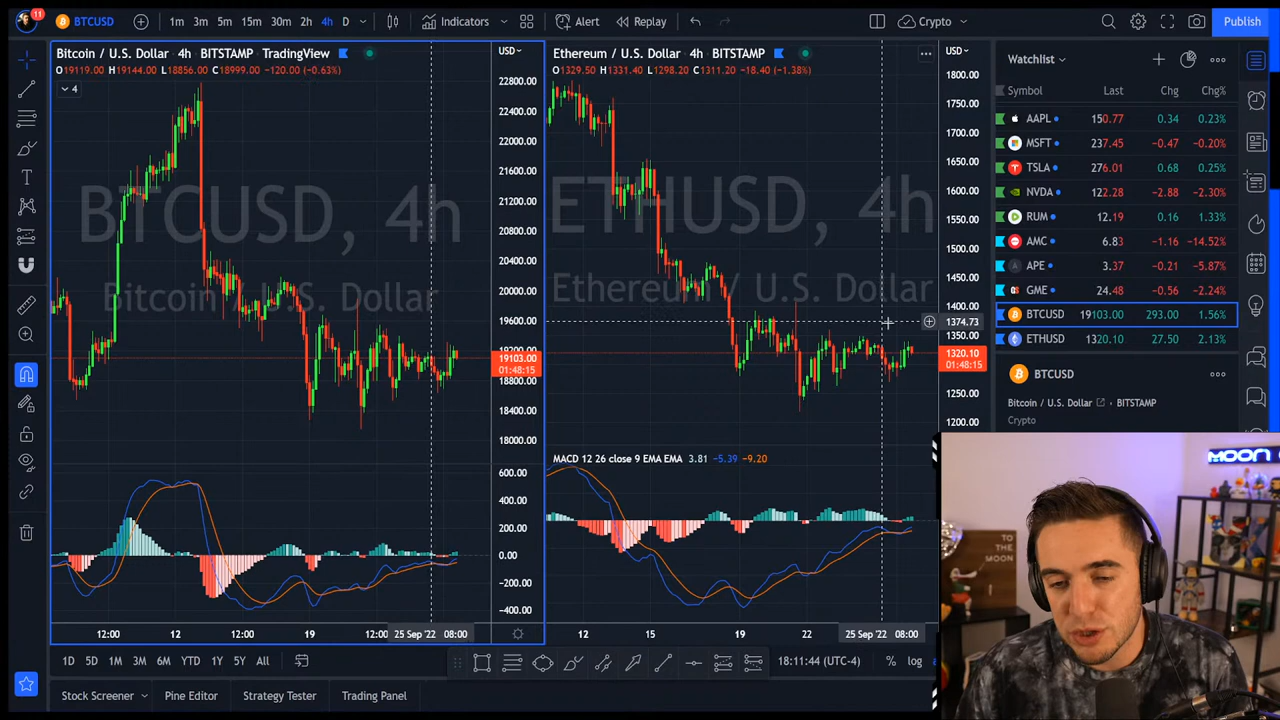 11
BTCUSD
1m 3m 5m 15m 30m 2h 4h D
Indicators
Alert
Replay
Crypto
Publish
Bitcoin / U.S. Dollar 4h BITSTAMP TradingView
O19119.00 H19144.00 L18856.00 C18999.00 -120.00 (-0.63%)
4
USD
22800.00
22400.00
22000.00
21600.00
21200.00
20800.00
20400.00
20000.00
19600.00
19200.00
19103.00
01:48:15
18800.00
18400.00
18000.00
600.00
400.00
200.00
0.00
-200.00
-400.00
BTCUSD, 4h
Bitcoin / U.S. Dollar
12:00 12 12:00 19 12:00 25 Sep '22 08:00
Ethereum / U.S. Dollar 4h BITSTAMP
O1329.50 H1331.40 L1298.20 C1311.20 -18.40 (-1.38%)
USD
1800.00
1750.00
1700.00
1650.00
1600.00
1550.00
1500.00
1450.00
1400.00
1374.73
1350.00
1320.10
01:48:15
1250.00
1200.00
ETHUSD, 4h
Ethereum / U.S. Dollar
MACD 12 26 close 9 EMA EMA 3.81 -5.39 -9.20
12 15 19 22 25 Sep '22 08:00
Watchlist
Symbol Last Chg Chg%
AAPL 150.77 0.34 0.23%
MSFT 237.45 -0.47 -0.20%
TSLA 276.01 0.68 0.25%
NVDA 122.28 -2.88 -2.30%
RUM 12.19 0.16 1.33%
AMC 6.83 -1.16 -14.52%
APE 3.37 -0.21 -5.87%
GME 24.48 -0.56 -2.24%
BTCUSD 19103.00 293.00 1.56%
ETHUSD 1320.10 27.50 2.13%
BTCUSD
Bitcoin / U.S. Dollar BITSTAMP
Crypto
MOON
TO THE
MOON
1D 5D 1M 3M 6M YTD 1Y 5Y All
18:11:44 (UTC-4) % log
Stock Screener Pine Editor Strategy Tester Trading Panel